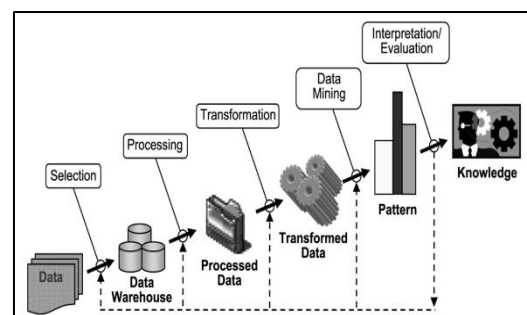 Interpretation/
Evaluation
Data
Mining
Transformation
Processing
Selection
Data
Data
Warehouse
Processed
Data
Transformed
Data
Pattern
Knowledge